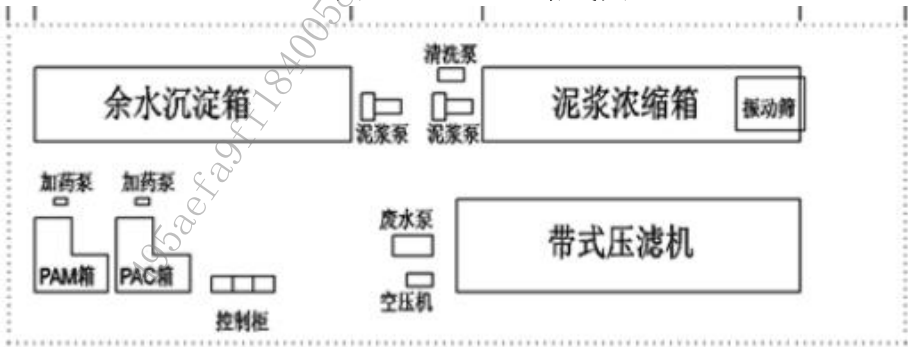 清洗泵
余水沉淀箱
泥浆浓缩箱
振动筛
泥浆泵
泥浆泵
加药泵
加药泵
废水泵
带式压滤机
PAM箱
PAC箱
空压机
控制柜